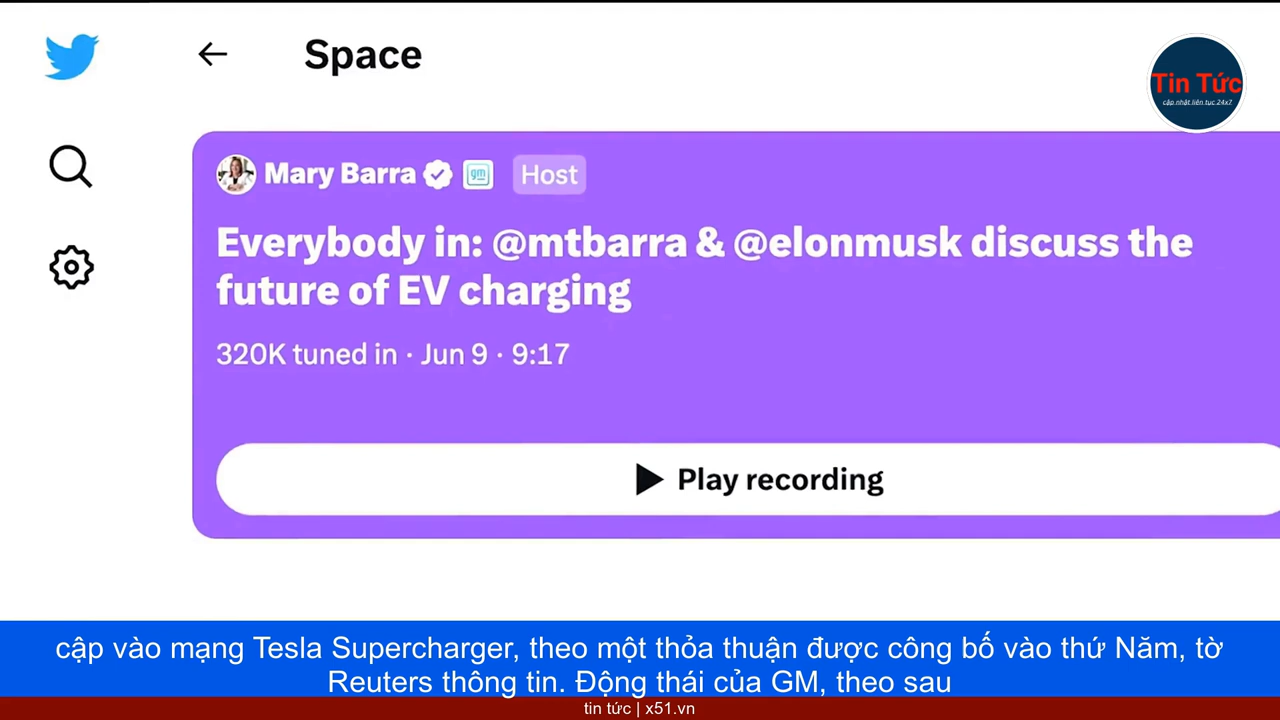 Space
Tin Tức
cập.nhật.liên.tục.24x7
Mary Barra gm Host
Everybody in: @mtbarra & @elonmusk discuss the
future of EV charging
320K tuned in · Jun 9 · 9:17
Play recording
cập vào mạng Tesla Supercharger, theo một thỏa thuận được công bố vào thứ Năm, tờ
Reuters thông tin. Động thái của GM, theo sau
tin tức | x51.vn